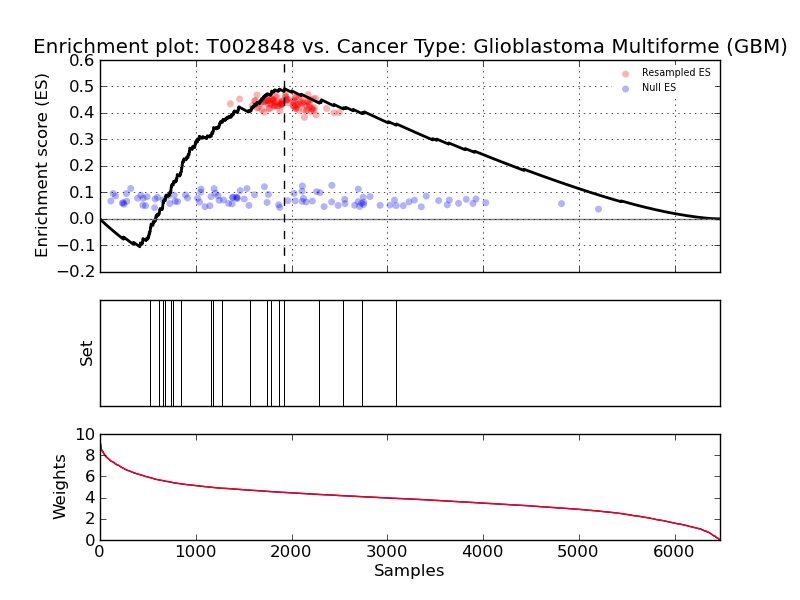 Enrichment plot: T002848 vs. Cancer Type: Glioblastoma Multiforme (GBM)
Enrichment score (ES)
0.6
0.5
0.4
0.3
0.2
0.1
0.0
−0.1
−0.2
Resampled ES
Null ES
Set
Weights
10
8
6
4
2
0
0 1000 2000 3000 4000 5000 6000
Samples